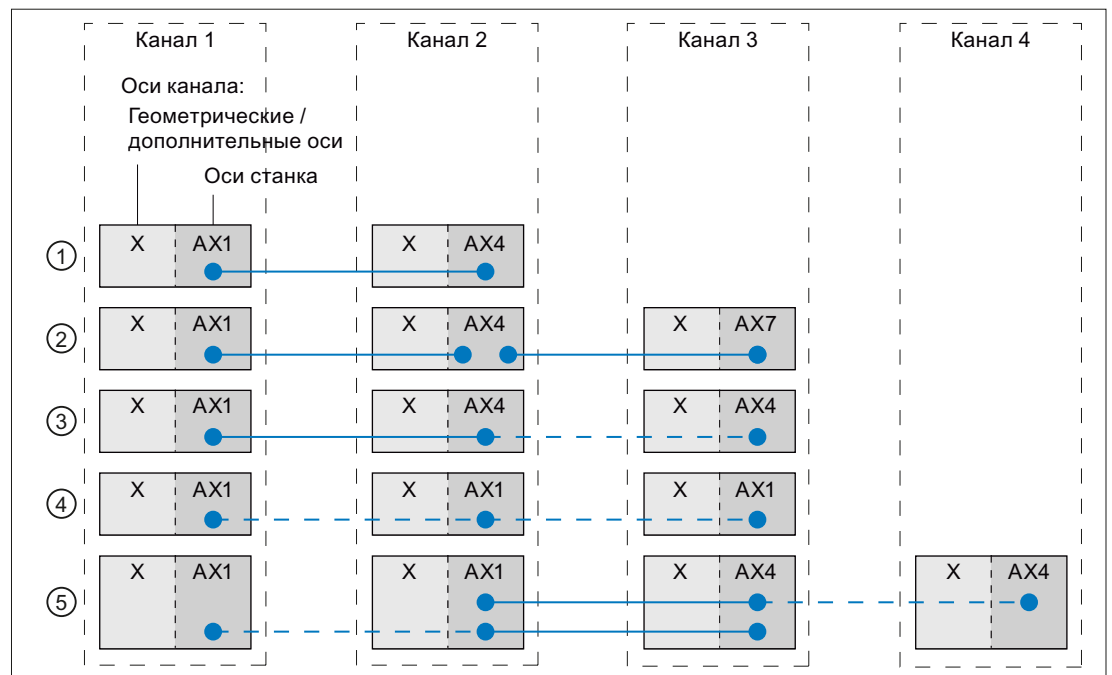 Канал 1 Канал 2 Канал 3 Канал 4
Оси канала:
Геометрические /
дополнительные оси
Оси станка
1 X AX1 X AX4
2 X AX1 X AX4 X AX7
3 X AX1 X AX4 X AX4
4 X AX1 X AX1 X AX1
5 X AX1 X AX1 X AX4 X AX4